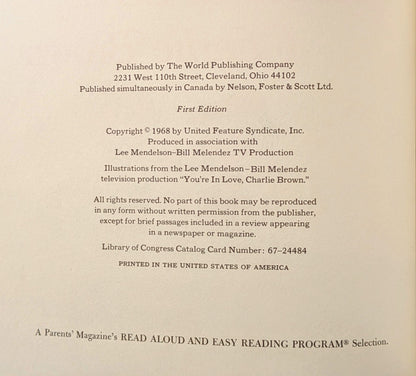 Published by The World Publishing Company
2231 West 110th Street, Cleveland, Ohio 44102
Published simultaneously in Canada by Nelson, Foster & Scott Ltd.
First Edition
Copyright © 1968 by United Feature Syndicate, Inc.
Produced in association with
Lee Mendelson–Bill Melendez TV Production
Illustrations from the Lee Mendelson – Bill Melendez
television production "You're In Love, Charlie Brown."
All rights reserved. No part of this book may be reproduced
in any form without written permission from the publisher,
except for brief passages included in a review appearing
in a newspaper or magazine.
Library of Congress Catalog Card Number: 67–24484
PRINTED IN THE UNITED STATES OF AMERICA
A Parents' Magazine's READ ALOUD AND EASY READING PROGRAM® Selection.